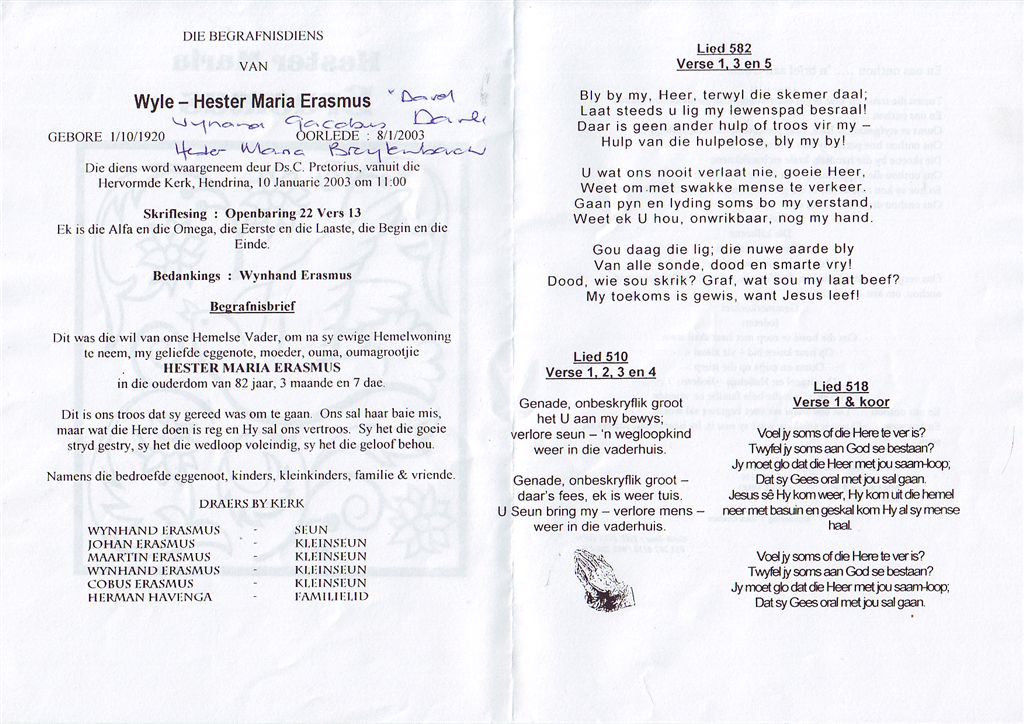 DIE BEGRAFNISDIENS
VAN
Wyle – Hester Maria Erasmus
Wynand Jacobus
GEBORE 1/10/1920 OORLEDE : 8/1/2003
Hester Maria Breytenbach
Die diens word waargeneem deur Ds.C. Pretorius, vanuit die
Hervormde Kerk, Hendrina, 10 Januarie 2003 om 11:00
Skriflesing : Openbaring 22 Vers 13
Ek is die Alfa en die Omega, die Eerste en die Laaste, die Begin en die
Einde.
Bedankings : Wynhand Erasmus
Begrafnisbrief
Dit was die wil van onse Hemelse Vader, om na sy ewige Hemelwoning
te neem, my geliefde eggenote, moeder, ouma, oumagrootjie
HESTER MARIA ERASMUS
in die ouderdom van 82 jaar, 3 maande en 7 dae.
Dit is ons troos dat sy gereed was om te gaan. Ons sal haar baie mis,
maar wat die Here doen is reg en Hy sal ons vertroos. Sy het die goeie
stryd gestry, sy het die wedloop voleindig, sy het die geloof behou.
Namens die bedroefde eggenoot, kinders, kleinkinders, familie & vriende.
DRAERS BY KERK
WYNHAND ERASMUS - SEUN
JOHAN ERASMUS - KLEINSEUN
MAARTIN ERASMUS - KLEINSEUN
WYNHAND ERASMUS - KLEINSEUN
COBUS ERASMUS - KLEINSEUN
HERMAN HAVENGA - FAMILIELID
Lied 582
Verse 1, 3 en 5
Bly by my, Heer, terwyl die skemer daal;
Laat steeds u lig my lewenspad besraal!
Daar is geen ander hulp of troos vir my –
Hulp van die hulpelose, bly my by!
U wat ons nooit verlaat nie, goeie Heer,
Weet om met swakke mense te verkeer.
Gaan pyn en lyding soms bo my verstand,
Weet ek U hou, onwrikbaar, nog my hand.
Gou daag die lig; die nuwe aarde bly
Van alle sonde, dood en smarte vry!
Dood, wie sou skrik? Graf, wat sou my laat beef?
My toekoms is gewis, want Jesus leef!
Lied 510
Verse 1, 2, 3 en 4
Genade, onbeskryflik groot
het U aan my bewys;
verlore seun – 'n wegloopkind
weer in die vaderhuis.
Genade, onbeskryflik groot –
daar's fees, ek is weer tuis.
U Seun bring my – verlore mens –
weer in die vaderhuis.
Lied 518
Verse 1 & koor
Voel jy soms of die Here te ver is?
Twyfel jy soms aan God se bestaan?
Jy moet glo dat die Heer met jou saam-loop;
Dat sy Gees oral met jou sal gaan.
Jesus sê Hy kom weer, Hy kom uit die hemel
neer met basuin en geskal kom Hy al sy mense
haal.
Voel jy soms of die Here te ver is?
Twyfel jy soms aan God se bestaan?
Jy moet glo dat die Heer met jou saam-loop;
Dat sy Gees oral met jou sal gaan.